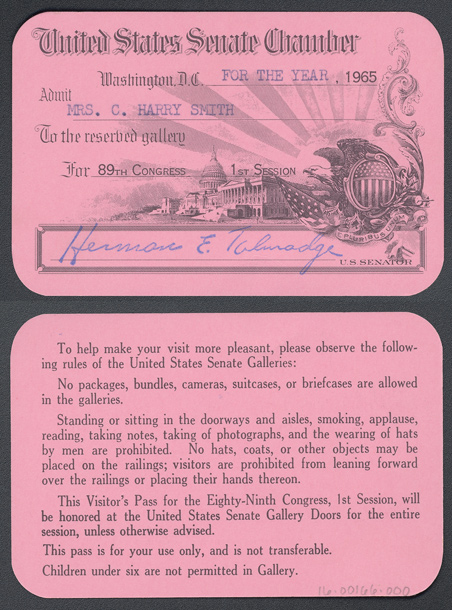 United States Senate Chamber
Washington, D.C. FOR THE YEAR, 1965
Admit
MRS. C. HARRY SMITH
To the reserved gallery
For 89TH CONGRESS 1ST SESSION
E PLURIBUS UNUM
Herman E. Talmadge
U.S. SENATOR
To help make your visit more pleasant, please observe the follow-
ing rules of the United States Senate Galleries:
No packages, bundles, cameras, suitcases, or briefcases are allowed
in the galleries.
Standing or sitting in the doorways and aisles, smoking, applause,
reading, taking notes, taking of photographs, and the wearing of hats
by men are prohibited. No hats, coats, or other objects may be
placed on the railings; visitors are prohibited from leaning forward
over the railings or placing their hands thereon.
This Visitor's Pass for the Eighty-Ninth Congress, 1st Session, will
be honored at the United States Senate Gallery Doors for the entire
session, unless otherwise advised.
This pass is for your use only, and is not transferable.
Children under six are not permitted in Gallery.
16-00166-000